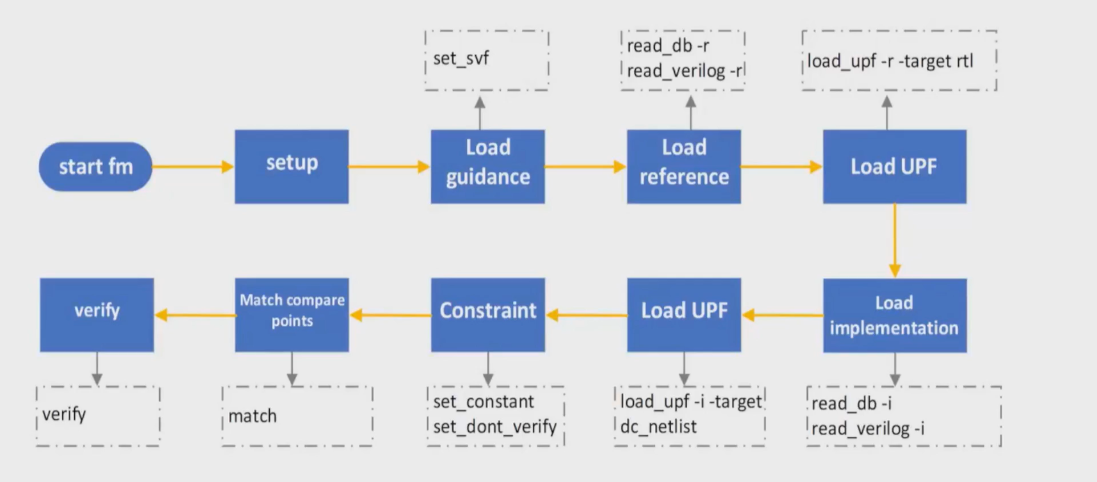 set_svf
read_db -r
read_verilog -r
load_upf -r -target rtl
start fm
setup
Load
guidance
Load
reference
Load UPF
verify
Match compare
points
Constraint
Load UPF
Load
implementation
verify
match
set_constant
set_dont_verify
load_upf -i -target
dc_netlist
read_db -i
read_verilog -i